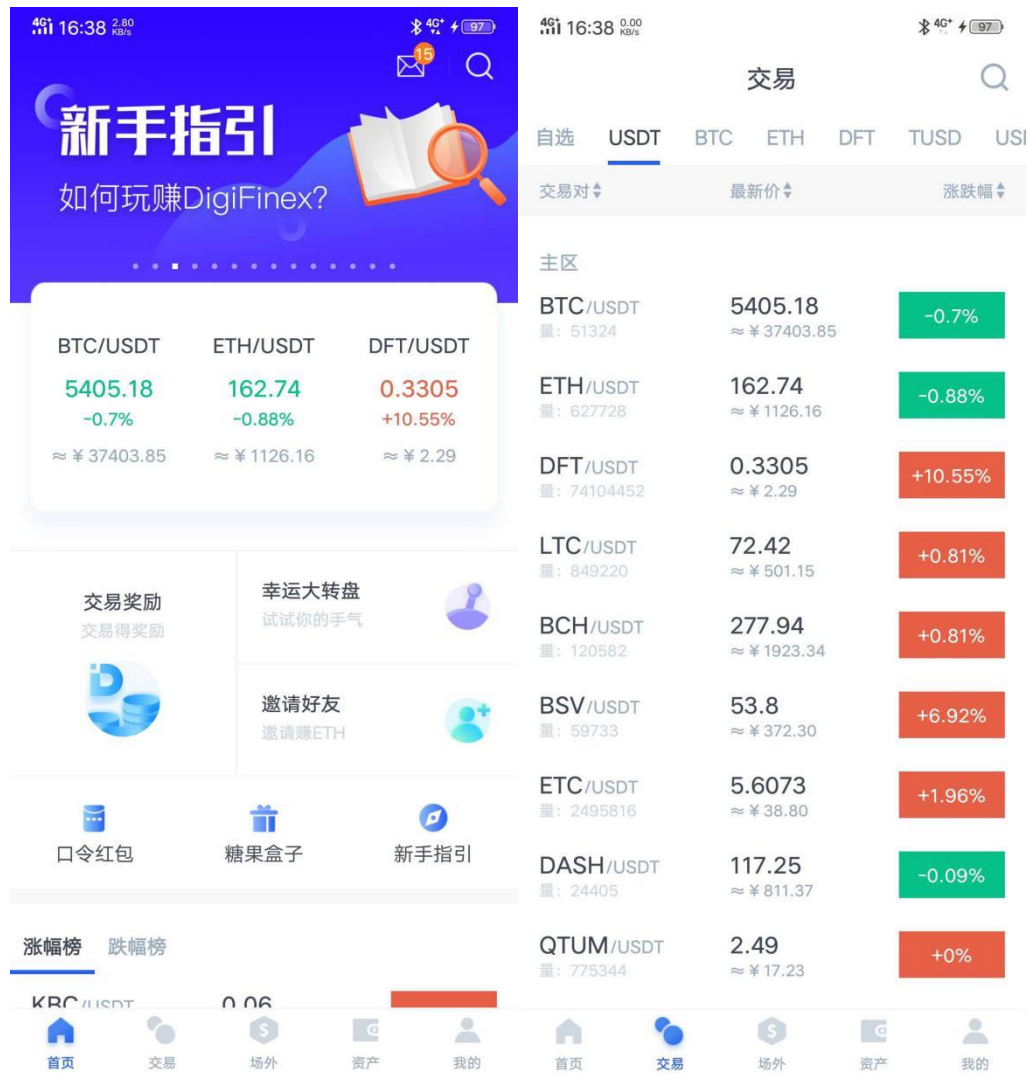 16:38 2.80 KB/s 4G+ 97
15
新手指引
如何玩赚DigiFinex?
BTC/USDT ETH/USDT DFT/USDT
5405.18 162.74 0.3305
-0.7% -0.88% +10.55%
≈ ¥ 37403.85 ≈ ¥ 1126.16 ≈ ¥ 2.29
交易奖励
交易得奖励
幸运大转盘
试试你的手气
邀请好友
邀请赚ETH
口令红包 糖果盒子 新手指引
涨幅榜 跌幅榜
KBC/USDT 0.06
首页 交易 场外 资产 我的
16:38 0.00 KB/s 4G+ 97
交易
自选 USDT BTC ETH DFT TUSD
交易对 最新价 涨跌幅
主区
BTC/USDT 5405.18 -0.7%
量: 51324 ≈ ¥ 37403.85
ETH/USDT 162.74 -0.88%
量: 627728 ≈ ¥ 1126.16
DFT/USDT 0.3305 +10.55%
量: 74104452 ≈ ¥ 2.29
LTC/USDT 72.42 +0.81%
量: 849220 ≈ ¥ 501.15
BCH/USDT 277.94 +0.81%
量: 120582 ≈ ¥ 1923.34
BSV/USDT 53.8 +6.92%
量: 59733 ≈ ¥ 372.30
ETC/USDT 5.6073 +1.96%
量: 2495816 ≈ ¥ 38.80
DASH/USDT 117.25 -0.09%
量: 24405 ≈ ¥ 811.37
QTUM/USDT 2.49 +0%
量: 775344 ≈ ¥ 17.23
首页 交易 场外 资产 我的